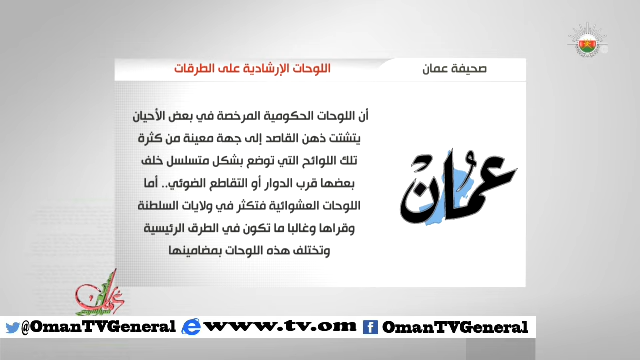 صحيفة عمان
اللوحات الإرشادية على الطرقات
أن اللوحات الحكومية المرخصة في بعض الأحيان
يتشتت ذهن القاصد إلى جهة معينة من كثرة
تلك اللوائح التي توضع بشكل متسلسل خلف
بعضها قرب الدوار أو التقاطع الضوئي.. أما
اللوحات العشوائية فتكثر في ولايات السلطنة
وقراها وغالبا ما تكون في الطرق الرئيسية
وتختلف هذه اللوحات بمضامينها
عُمان
@OmanTVGeneral www.tv.om OmanTVGeneral